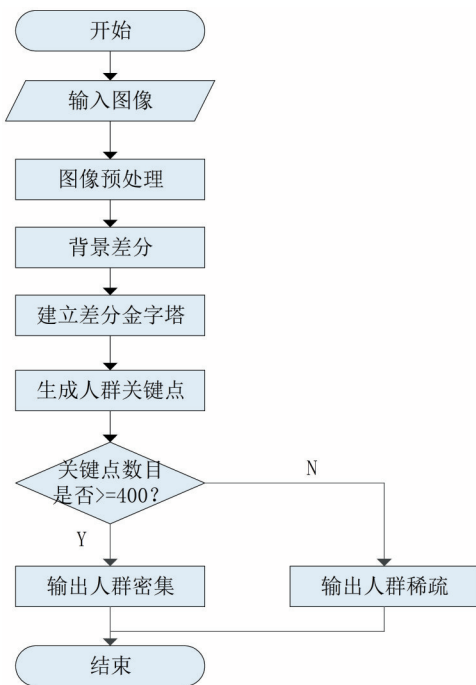 开始
输入图像
图像预处理
背景差分
建立差分金字塔
生成人群关键点
关键点数目
是否>=400?
N
Y
输出人群密集
输出人群稀疏
结束